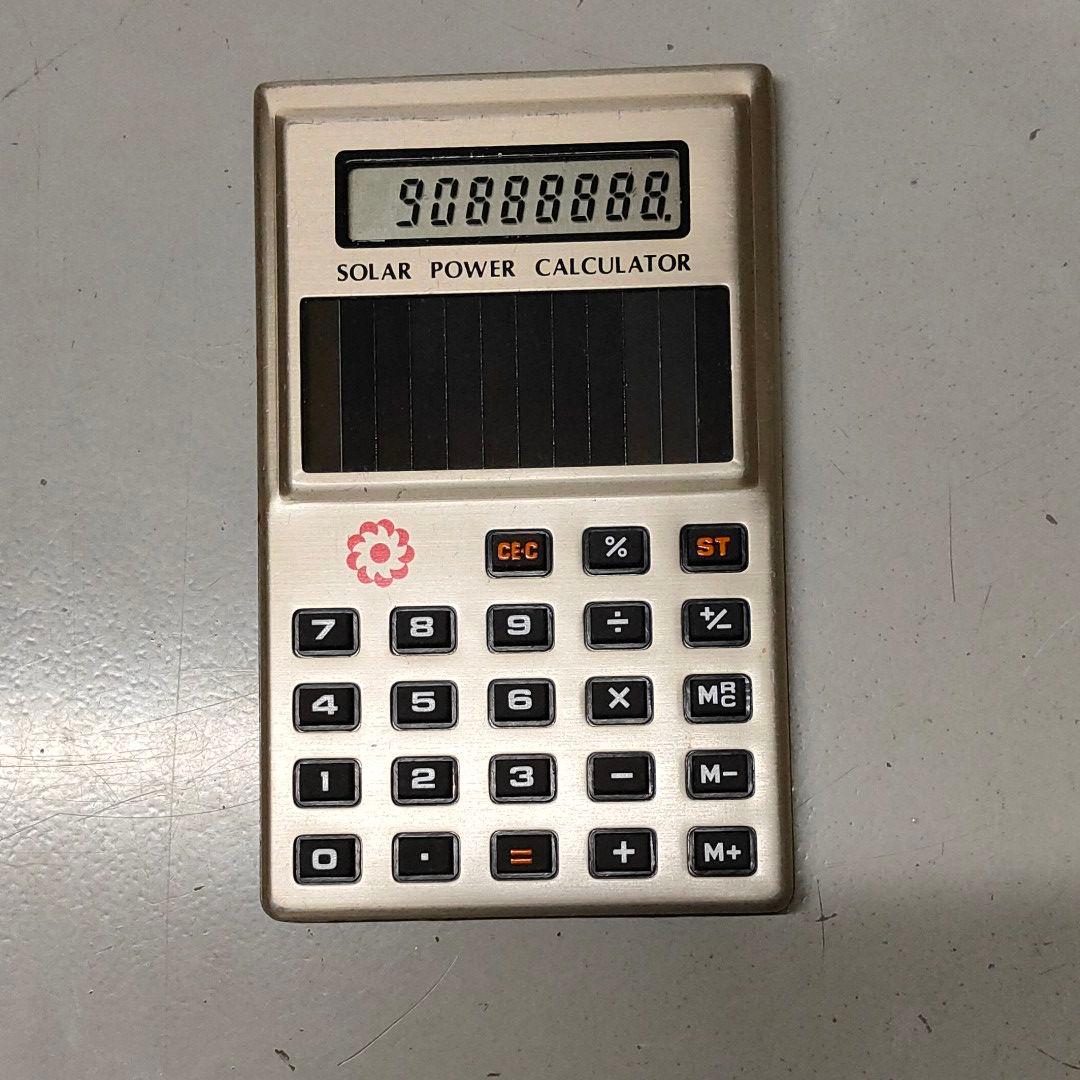 90888888.
SOLAR POWER CALCULATOR
CE·C % ST
7 8 9 ÷ +/−
4 5 6 × MRC
1 2 3 − M−
0 · = + M+